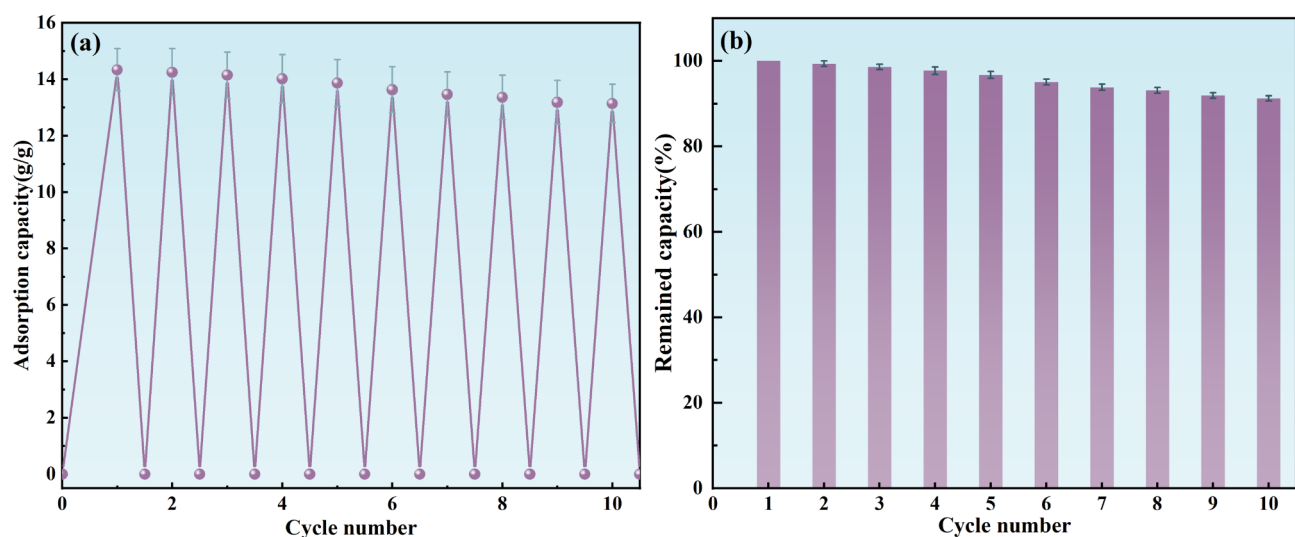 (a)
Adsorption capacity(g/g)
16
14
12
10
8
6
4
2
0
0 2 4 6 8 10
Cycle number
(b)
Remained capacity(%)
100
80
60
40
20
0
0 1 2 3 4 5 6 7 8 9 10
Cycle number